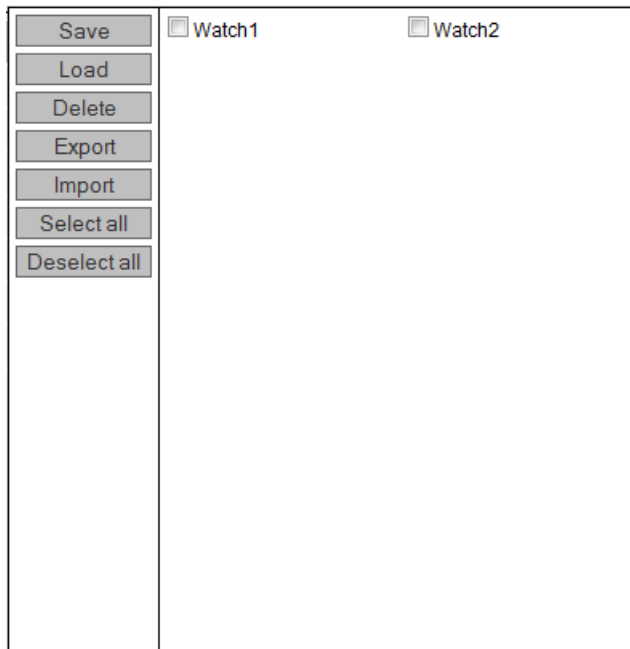 Save
Watch1
Watch2
Load
Delete
Export
Import
Select all
Deselect all